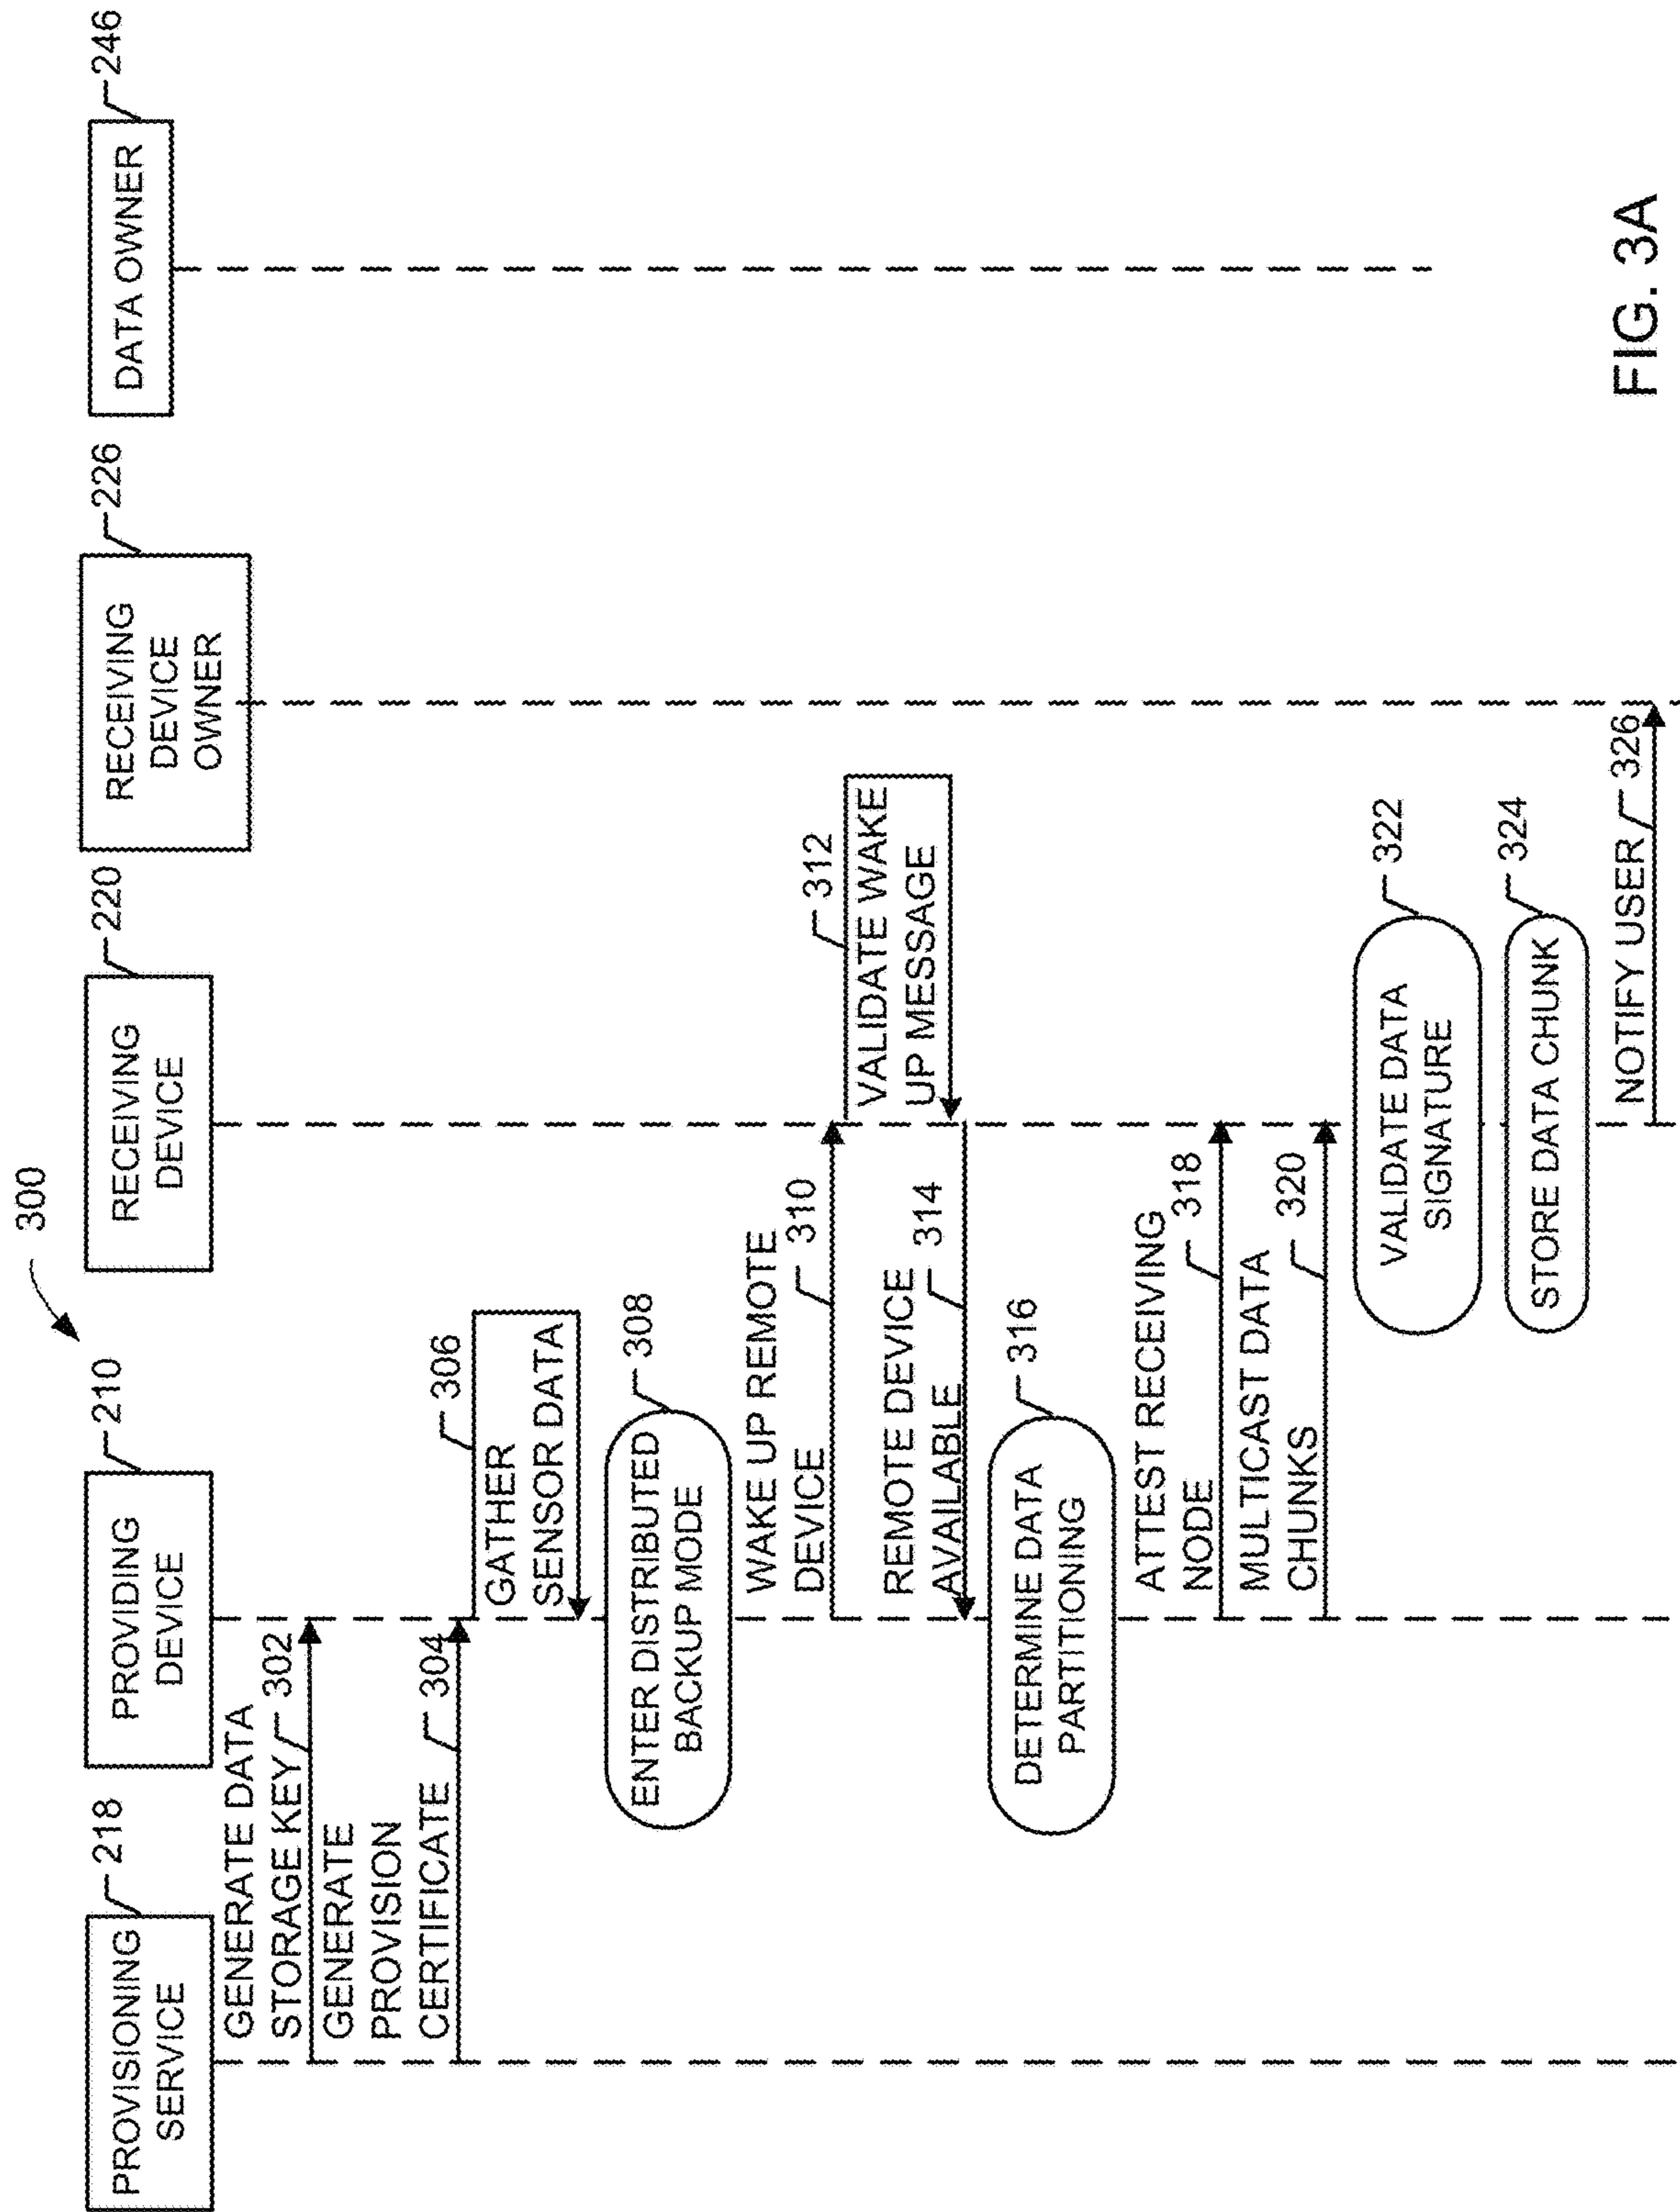 300
PROVISIONING
SERVICE
218
PROVIDING
DEVICE
210
RECEIVING
DEVICE
220
RECEIVING
DEVICE
OWNER
226
DATA OWNER
246
GENERATE DATA
STORAGE KEY
302
GENERATE
PROVISION
CERTIFICATE
304
306
GATHER
SENSOR DATA
ENTER DISTRIBUTED
BACKUP MODE
308
WAKE UP REMOTE
DEVICE
310
312
VALIDATE WAKE
UP MESSAGE
REMOTE DEVICE
AVAILABLE
314
DETERMINE DATA
PARTITIONING
316
ATTEST RECEIVING
NODE
318
MULTICAST DATA
CHUNKS
320
VALIDATE DATA
SIGNATURE
322
STORE DATA CHUNK
324
NOTIFY USER
326
FIG. 3A